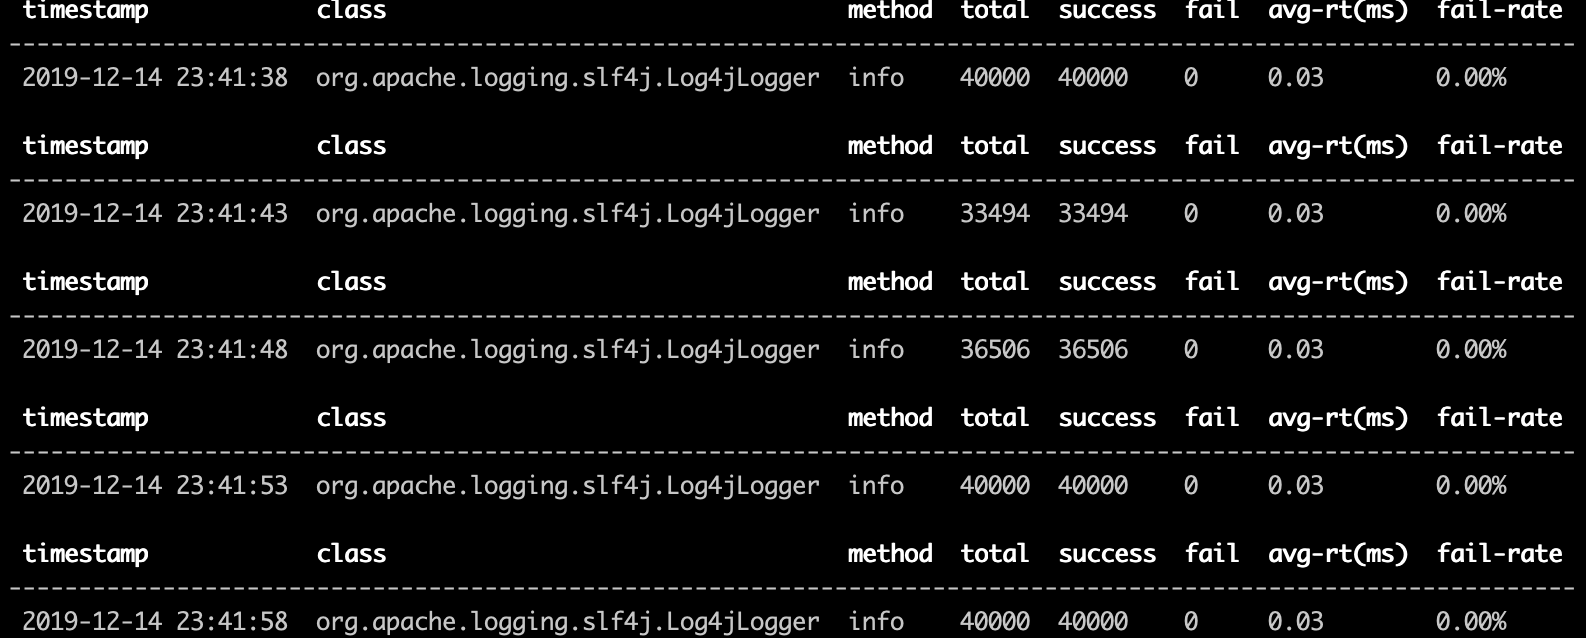 timestamp class method total success fail avg-rt(ms) fail-rate
--------------------------------------------------------------------------------------------------------------
2019-12-14 23:41:38 org.apache.logging.slf4j.Log4jLogger info 40000 40000 0 0.03 0.00%
timestamp class method total success fail avg-rt(ms) fail-rate
--------------------------------------------------------------------------------------------------------------
2019-12-14 23:41:43 org.apache.logging.slf4j.Log4jLogger info 33494 33494 0 0.03 0.00%
timestamp class method total success fail avg-rt(ms) fail-rate
--------------------------------------------------------------------------------------------------------------
2019-12-14 23:41:48 org.apache.logging.slf4j.Log4jLogger info 36506 36506 0 0.03 0.00%
timestamp class method total success fail avg-rt(ms) fail-rate
--------------------------------------------------------------------------------------------------------------
2019-12-14 23:41:53 org.apache.logging.slf4j.Log4jLogger info 40000 40000 0 0.03 0.00%
timestamp class method total success fail avg-rt(ms) fail-rate
--------------------------------------------------------------------------------------------------------------
2019-12-14 23:41:58 org.apache.logging.slf4j.Log4jLogger info 40000 40000 0 0.03 0.00%